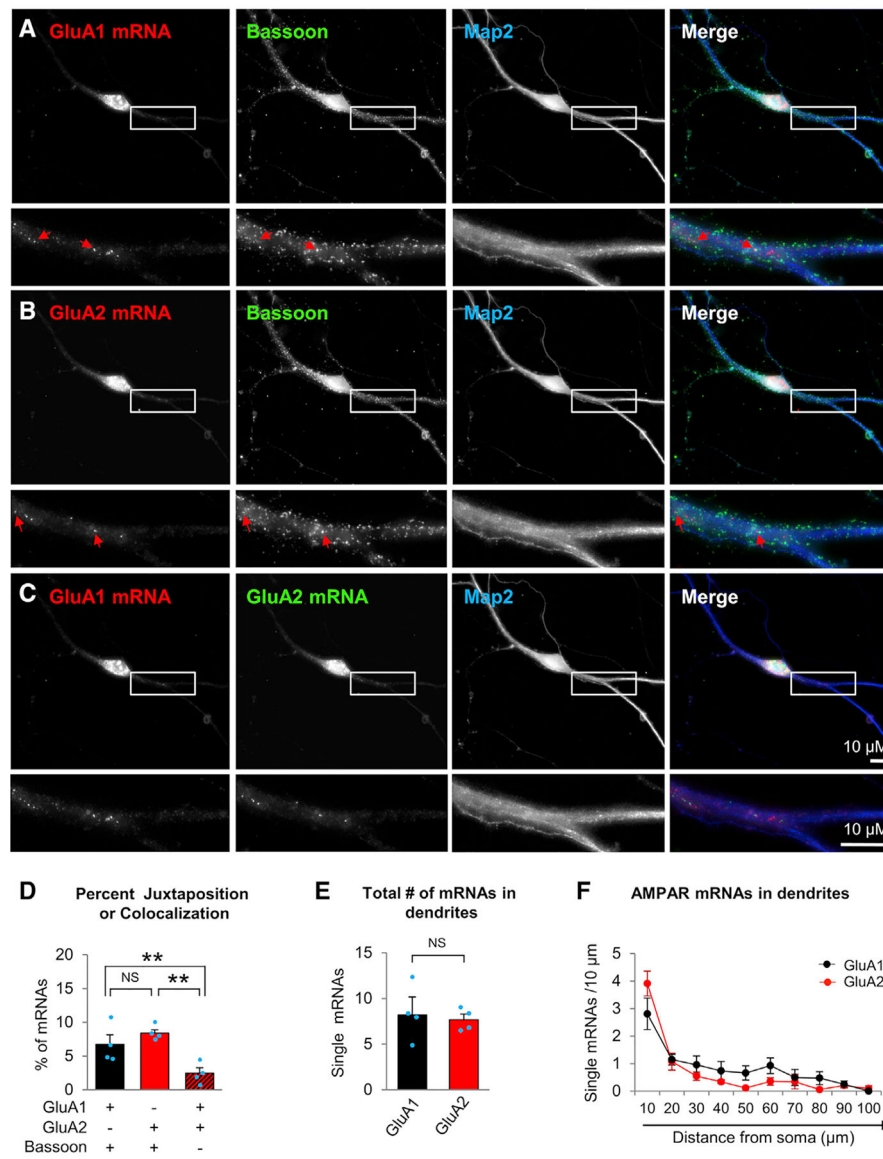 A GluA1 mRNA Bassoon Map2 Merge
B GluA2 mRNA Bassoon Map2 Merge
C GluA1 mRNA GluA2 mRNA Map2 Merge
10 µM
10 µM
D Percent Juxtaposition
or Colocalization
20
15
10
5
0
% of mRNAs
**
NS **
GluA1 + - +
GluA2 - + +
Bassoon + + -
E Total # of mRNAs in
dendrites
15
10
5
0
Single mRNAs
NS
GluA1 GluA2
F AMPAR mRNAs in dendrites
5
4
3
2
1
0
Single mRNAs /10 µm
GluA1
GluA2
10 20 30 40 50 60 70 80 90 100
Distance from soma (µm)